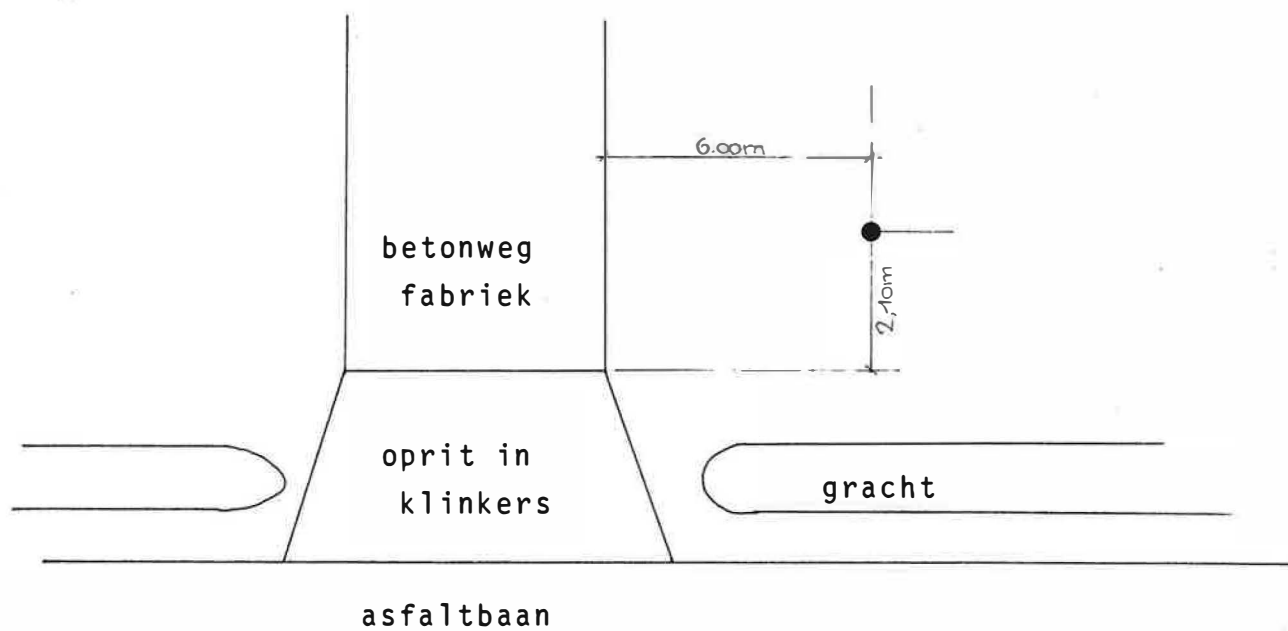 6.00m
betonweg
fabriek
2,10m
oprit in
klinkers
gracht
asfaltbaan